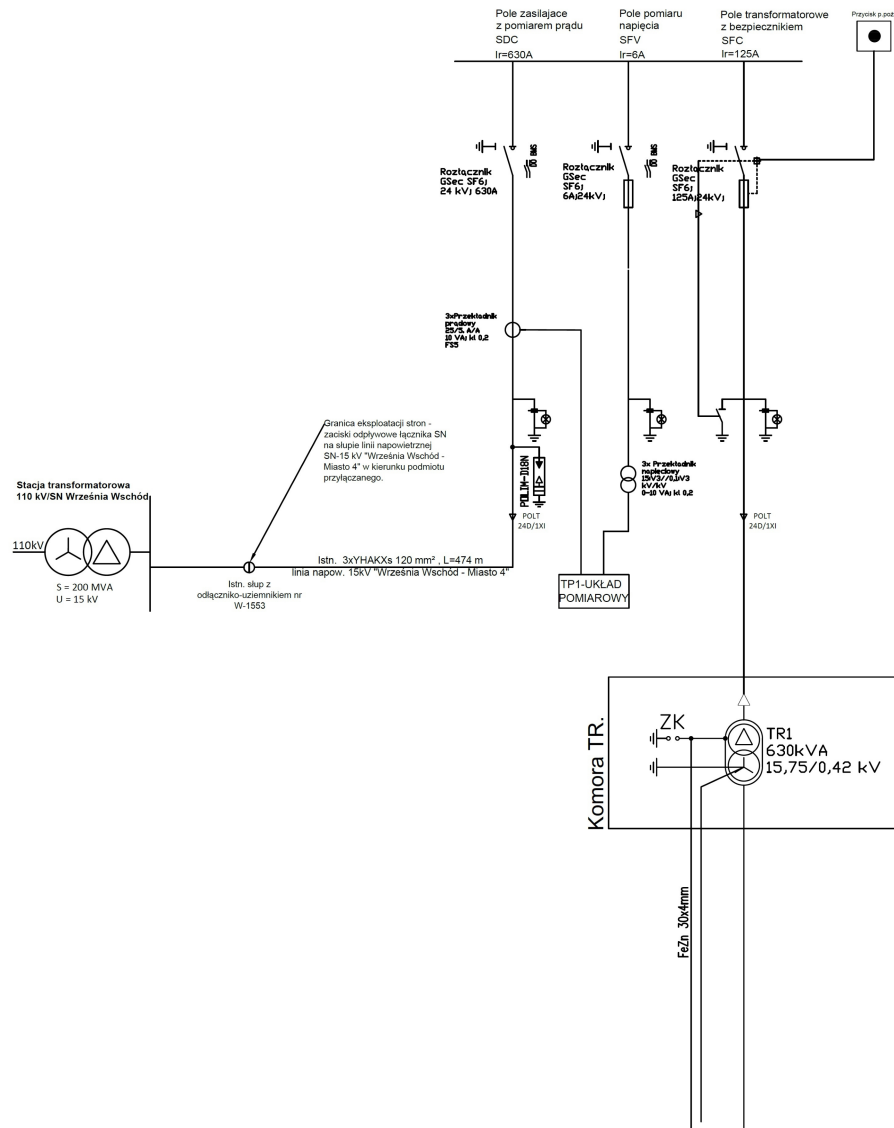 Pole zasilajace
z pomiarem prądu
SDC
Ir=630A
Pole pomiaru
napięcia
SFV
Ir=6A
Pole transformatorowe
z bezpiecznikiem
SFC
Ir=125A
Przycisk p.poż
Rozłącznik
GSec SF6;
24 kV; 630A
DO BMS
Rozłącznik
GSec
SF6;
6A;24kV;
DO BMS
Rozłącznik
GSec
SF6;
125A;24kV;
3xPrzekładnik
prądowy
25/5, A/A
10 VA; kl 0,2
FS5
Granica eksploatacji stron -
zaciski odpływowe łącznika SN
na słupie linii napowietrznej
SN-15 kV "Września Wschód -
Miasto 4" w kierunku podmiotu
przyłączanego.
POLIM-D18N
3x Przekładnik
napięciowy
15/√3//0,1/√3
kV/kV
0-10 VA; kl 0,2
Stacja transformatorowa
110 kV/SN Września Wschód
110kV
S = 200 MVA
U = 15 kV
POLT
24D/1XI
POLT
24D/1XI
Istn. 3xYHAKXs 120 mm² , L=474 m
linia napow. 15kV "Września Wschód - Miasto 4"
Istn. słup z
odłączniko-uziemnikiem nr
W-1553
TP1-UKŁAD
POMIAROWY
Komora TR.
ZK
TR1
630kVA
15,75/0,42 kV
FeZn 30x4mm